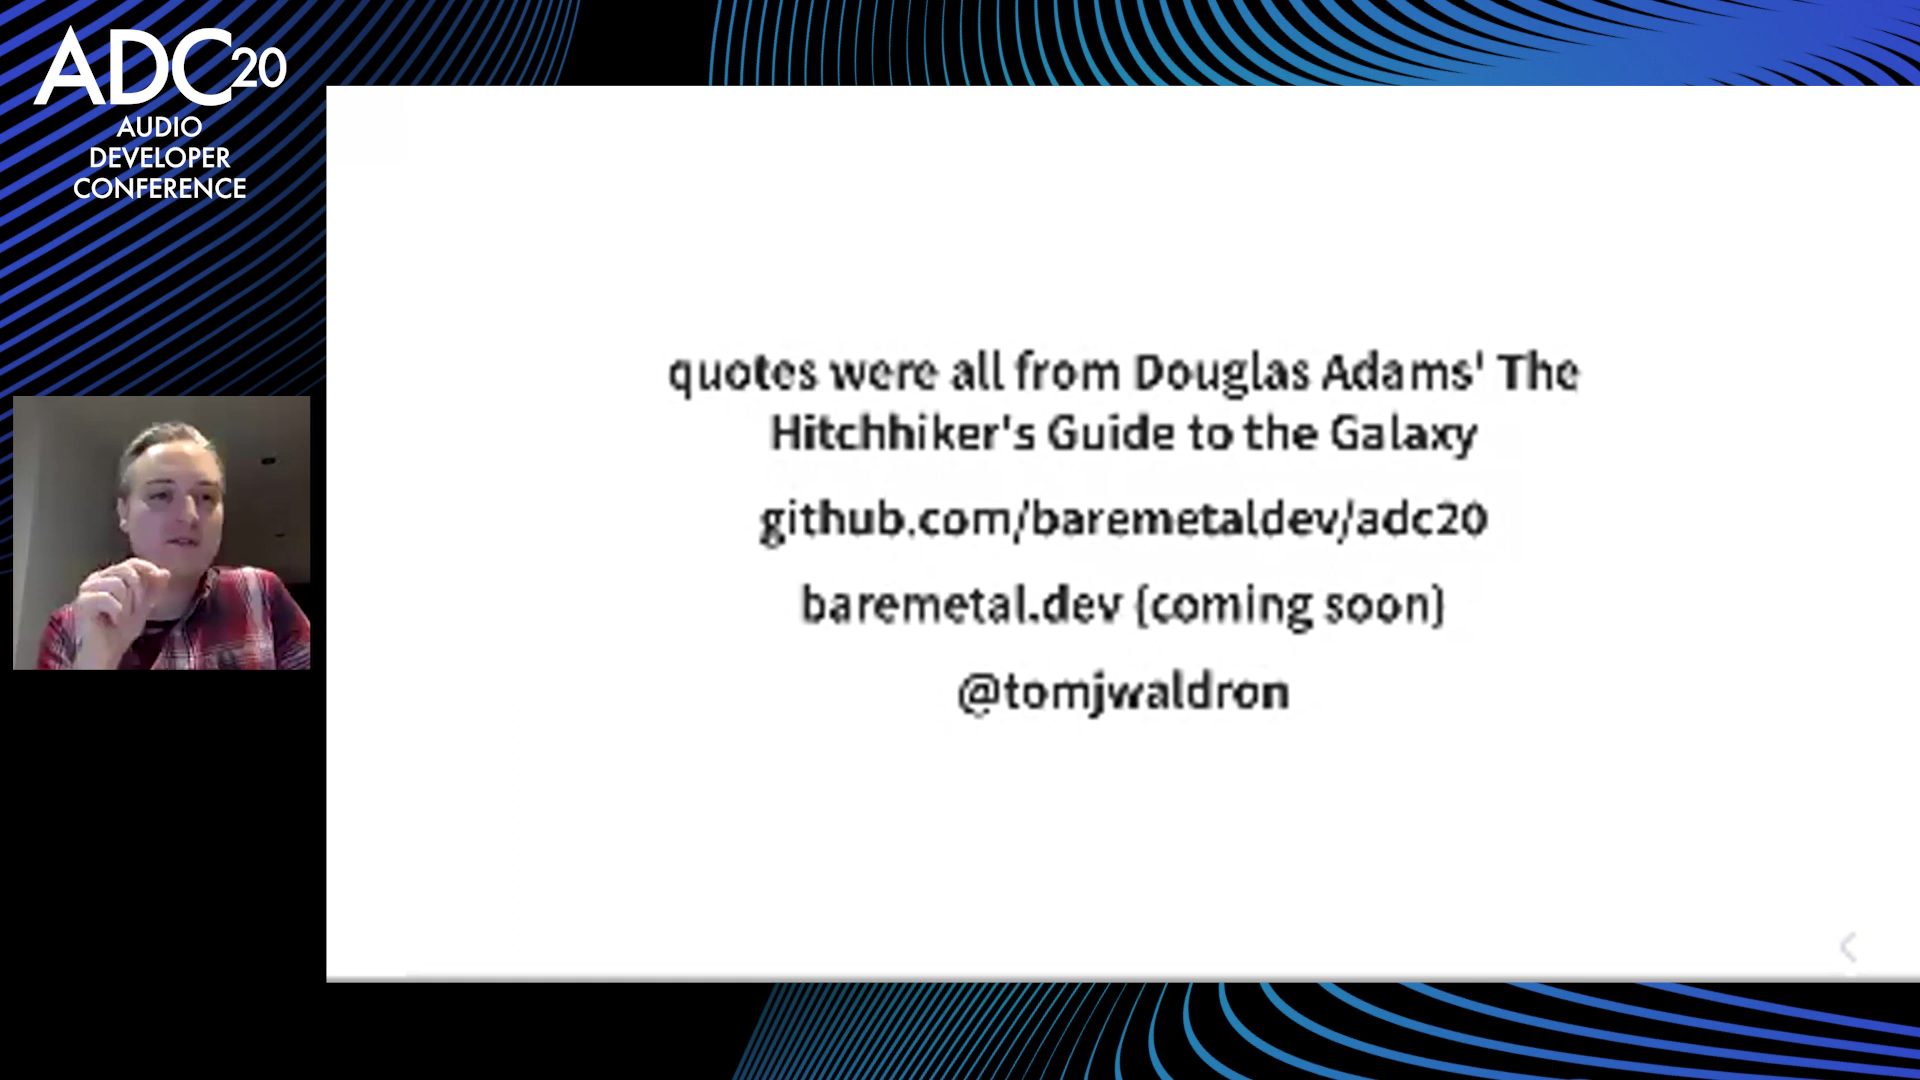 ADC20
AUDIO
DEVELOPER
CONFERENCE
quotes were all from Douglas Adams' The
Hitchhiker's Guide to the Galaxy
github.com/baremetaldev/adc20
baremetal.dev (coming soon)
@tomjwaldron